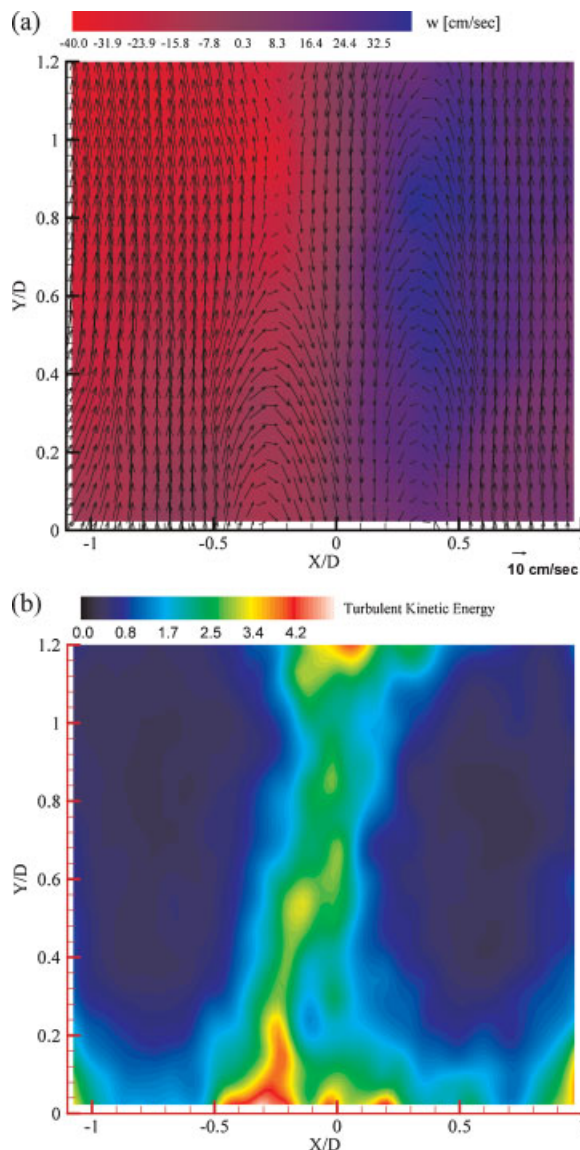 (a)
w [cm/sec]
-40.0 -31.9 -23.9 -15.8 -7.8 0.3 8.3 16.4 24.4 32.5
1.2
1
0.8
Y/D
0.6
0.4
0.2
0
-1 -0.5 0 0.5 1
X/D
10 cm/sec
(b)
Turbulent Kinetic Energy
0.0 0.8 1.7 2.5 3.4 4.2
1.2
1
0.8
Y/D
0.6
0.4
0.2
0
-1 -0.5 0 0.5 1
X/D